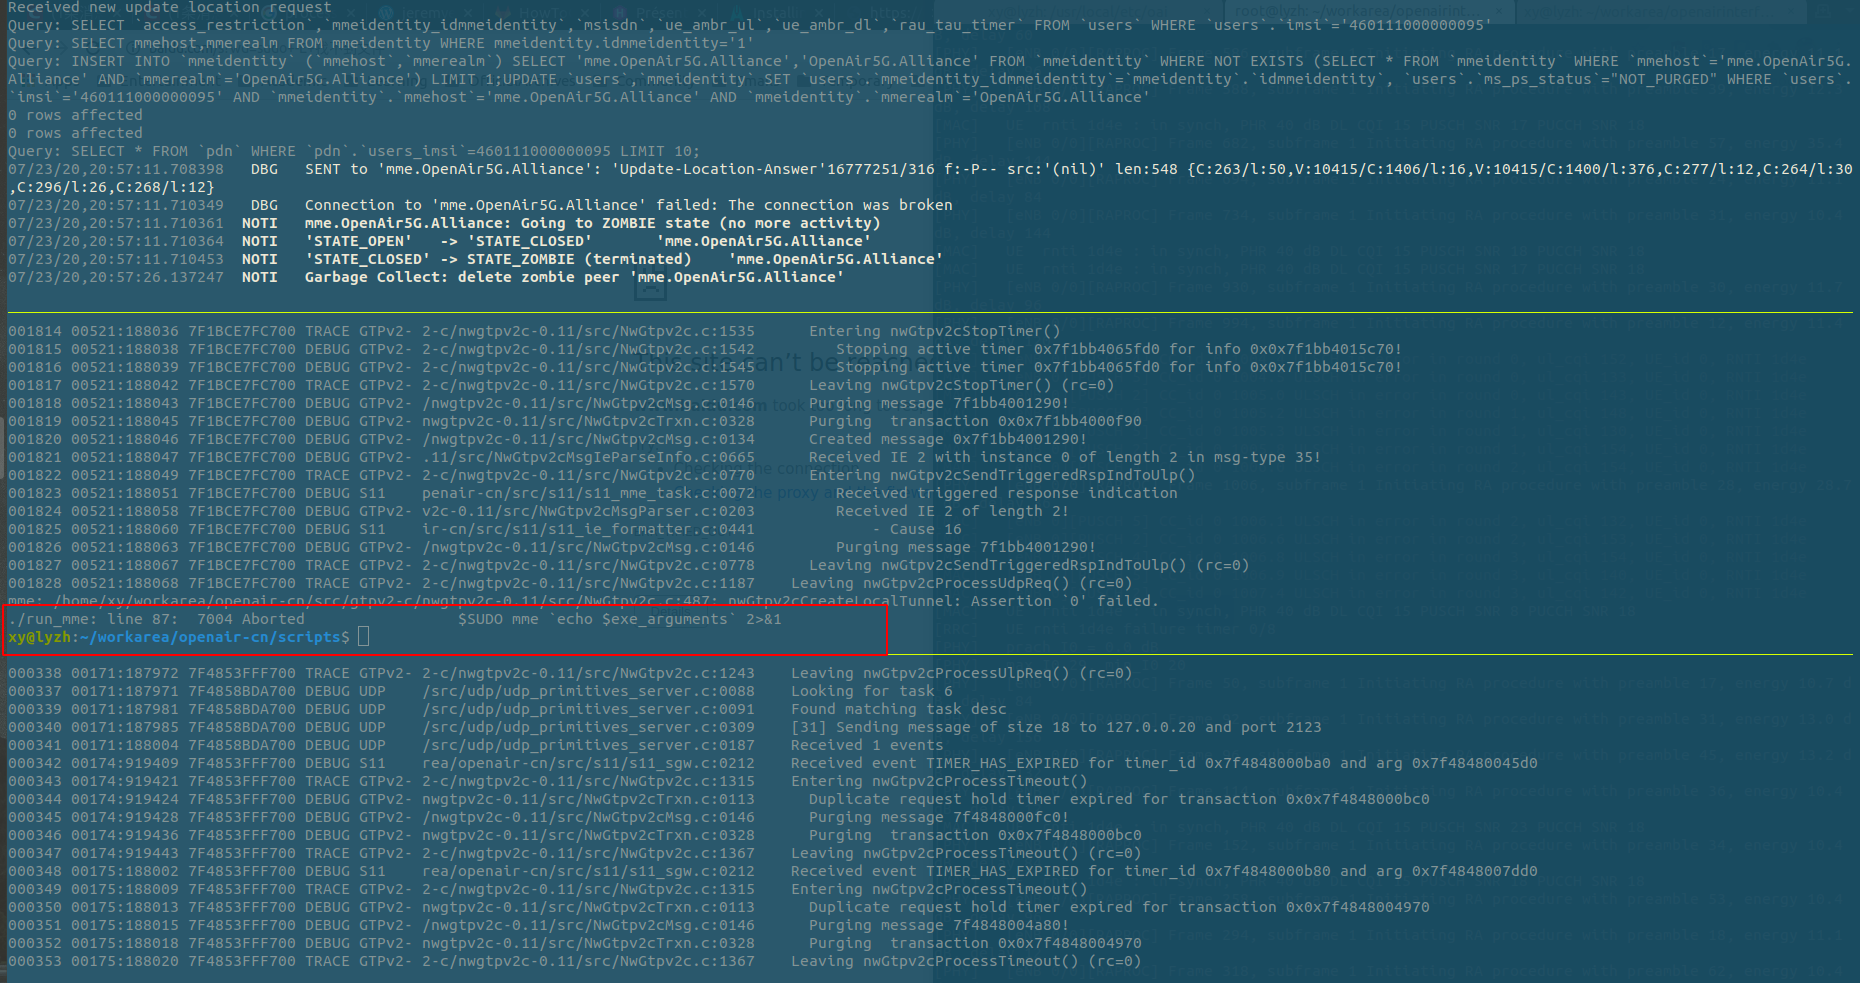 Received new update location request
Query: SELECT `access_restriction`,`mmeidentity_idmmeidentity`,`msisdn`,`ue_ambr_ul`,`ue_ambr_dl`,`rau_tau_timer` FROM `users` WHERE `users`.`imsi`='460111000000095'
Query: SELECT mmehost,mmerealm FROM mmeidentity WHERE mmeidentity.idmmeidentity='1'
Query: INSERT INTO `mmeidentity` (`mmehost`,`mmerealm`) SELECT 'mme.OpenAir5G.Alliance','OpenAir5G.Alliance' FROM `mmeidentity` WHERE NOT EXISTS (SELECT * FROM `mmeidentity` WHERE `mmehost`='mme.OpenAir5G.
Alliance' AND `mmerealm`='OpenAir5G.Alliance') LIMIT 1;UPDATE `users`,`mmeidentity` SET `users`.`mmeidentity_idmmeidentity`=`mmeidentity`.`idmmeidentity`, `users`.`ms_ps_status`="NOT_PURGED" WHERE `users`.
`imsi`='460111000000095' AND `mmeidentity`.`mmehost`='mme.OpenAir5G.Alliance' AND `mmeidentity`.`mmerealm`='OpenAir5G.Alliance'
0 rows affected
0 rows affected
Query: SELECT * FROM `pdn` WHERE `pdn`.`users_imsi`=460111000000095 LIMIT 10;
07/23/20,20:57:11.708398   DBG   SENT to 'mme.OpenAir5G.Alliance': 'Update-Location-Answer'16777251/316 f:-P-- src:'(nil)' len:548 {C:263/l:50,V:10415/C:1406/l:16,V:10415/C:1400/l:376,C:277/l:12,C:264/l:30
,C:296/l:26,C:268/l:12}
07/23/20,20:57:11.710349   DBG   Connection to 'mme.OpenAir5G.Alliance' failed: The connection was broken
07/23/20,20:57:11.710361  NOTI   mme.OpenAir5G.Alliance: Going to ZOMBIE state (no more activity)
07/23/20,20:57:11.710364  NOTI   'STATE_OPEN'   -> 'STATE_CLOSED'       'mme.OpenAir5G.Alliance'
07/23/20,20:57:11.710453  NOTI   'STATE_CLOSED' -> STATE_ZOMBIE (terminated)    'mme.OpenAir5G.Alliance'
07/23/20,20:57:26.137247  NOTI   Garbage Collect: delete zombie peer 'mme.OpenAir5G.Alliance'
001814 00521:188036 7F1BCE7FC700 TRACE GTPv2- 2-c/nwgtpv2c-0.11/src/NwGtpv2c.c:1535      Entering nwGtpv2cStopTimer()
001815 00521:188038 7F1BCE7FC700 DEBUG GTPv2- 2-c/nwgtpv2c-0.11/src/NwGtpv2c.c:1542         Stopping active timer 0x7f1bb4065fd0 for info 0x0x7f1bb4015c70!
001816 00521:188039 7F1BCE7FC700 DEBUG GTPv2- 2-c/nwgtpv2c-0.11/src/NwGtpv2c.c:1545         Stopping active timer 0x7f1bb4065fd0 for info 0x0x7f1bb4015c70!
001817 00521:188042 7F1BCE7FC700 TRACE GTPv2- 2-c/nwgtpv2c-0.11/src/NwGtpv2c.c:1570      Leaving nwGtpv2cStopTimer() (rc=0)
001818 00521:188043 7F1BCE7FC700 DEBUG GTPv2- /nwgtpv2c-0.11/src/NwGtpv2cMsg.c:0146      Purging message 7f1bb4001290!
001819 00521:188045 7F1BCE7FC700 DEBUG GTPv2- nwgtpv2c-0.11/src/NwGtpv2cTrxn.c:0328      Purging  transaction 0x0x7f1bb4000f90
001820 00521:188046 7F1BCE7FC700 DEBUG GTPv2- /nwgtpv2c-0.11/src/NwGtpv2cMsg.c:0134      Created message 0x7f1bb4001290!
001821 00521:188047 7F1BCE7FC700 DEBUG GTPv2- .11/src/NwGtpv2cMsgIeParseInfo.c:0665      Received IE 2 with instance 0 of length 2 in msg-type 35!
001822 00521:188049 7F1BCE7FC700 TRACE GTPv2- 2-c/nwgtpv2c-0.11/src/NwGtpv2c.c:0770      Entering nwGtpv2cSendTriggeredRspIndToUlp()
001823 00521:188051 7F1BCE7FC700 DEBUG S11    penair-cn/src/s11/s11_mme_task.c:0072         Received triggered response indication
001824 00521:188058 7F1BCE7FC700 DEBUG GTPv2- v2c-0.11/src/NwGtpv2cMsgParser.c:0203         Received IE 2 of length 2!
001825 00521:188060 7F1BCE7FC700 DEBUG S11    ir-cn/src/s11/s11_ie_formatter.c:0441             - Cause 16
001826 00521:188063 7F1BCE7FC700 DEBUG GTPv2- /nwgtpv2c-0.11/src/NwGtpv2cMsg.c:0146         Purging message 7f1bb4001290!
001827 00521:188067 7F1BCE7FC700 TRACE GTPv2- 2-c/nwgtpv2c-0.11/src/NwGtpv2c.c:0778      Leaving nwGtpv2cSendTriggeredRspIndToUlp() (rc=0)
001828 00521:188068 7F1BCE7FC700 TRACE GTPv2- 2-c/nwgtpv2c-0.11/src/NwGtpv2c.c:1187    Leaving nwGtpv2cProcessUdpReq() (rc=0)
mme: /home/xy/workarea/openair-cn/src/gtpv2-c/nwgtpv2c-0.11/src/NwGtpv2c.c:487: nwGtpv2cCreateLocalTunnel: Assertion `0' failed.
./run_mme: line 87:  7004 Aborted                 $SUDO mme `echo $exe_arguments` 2>&1
xy@lyzh:~/workarea/openair-cn/scripts$
000338 00171:187972 7F4853FFF700 TRACE GTPv2- 2-c/nwgtpv2c-0.11/src/NwGtpv2c.c:1243    Leaving nwGtpv2cProcessUlpReq() (rc=0)
000337 00171:187971 7F4858BDA700 DEBUG UDP    /src/udp/udp_primitives_server.c:0088    Looking for task 6
000339 00171:187981 7F4858BDA700 DEBUG UDP    /src/udp/udp_primitives_server.c:0091    Found matching task desc
000340 00171:187985 7F4858BDA700 DEBUG UDP    /src/udp/udp_primitives_server.c:0309    [31] Sending message of size 18 to 127.0.0.20 and port 2123
000341 00171:188004 7F4858BDA700 DEBUG UDP    /src/udp/udp_primitives_server.c:0187    Received 1 events
000342 00174:919409 7F4853FFF700 DEBUG S11    rea/openair-cn/src/s11/s11_sgw.c:0212    Received event TIMER_HAS_EXPIRED for timer_id 0x7f4848000ba0 and arg 0x7f48480045d0
000343 00174:919421 7F4853FFF700 TRACE GTPv2- 2-c/nwgtpv2c-0.11/src/NwGtpv2c.c:1315    Entering nwGtpv2cProcessTimeout()
000344 00174:919424 7F4853FFF700 DEBUG GTPv2- nwgtpv2c-0.11/src/NwGtpv2cTrxn.c:0113      Duplicate request hold timer expired for transaction 0x0x7f4848000bc0
000345 00174:919428 7F4853FFF700 DEBUG GTPv2- /nwgtpv2c-0.11/src/NwGtpv2cMsg.c:0146      Purging message 7f4848000fc0!
000346 00174:919436 7F4853FFF700 DEBUG GTPv2- nwgtpv2c-0.11/src/NwGtpv2cTrxn.c:0328      Purging  transaction 0x0x7f4848000bc0
000347 00174:919443 7F4853FFF700 TRACE GTPv2- 2-c/nwgtpv2c-0.11/src/NwGtpv2c.c:1367    Leaving nwGtpv2cProcessTimeout() (rc=0)
000348 00175:188002 7F4853FFF700 DEBUG S11    rea/openair-cn/src/s11/s11_sgw.c:0212    Received event TIMER_HAS_EXPIRED for timer_id 0x7f4848000b80 and arg 0x7f4848007dd0
000349 00175:188009 7F4853FFF700 TRACE GTPv2- 2-c/nwgtpv2c-0.11/src/NwGtpv2c.c:1315    Entering nwGtpv2cProcessTimeout()
000350 00175:188013 7F4853FFF700 DEBUG GTPv2- nwgtpv2c-0.11/src/NwGtpv2cTrxn.c:0113      Duplicate request hold timer expired for transaction 0x0x7f4848004970
000351 00175:188015 7F4853FFF700 DEBUG GTPv2- /nwgtpv2c-0.11/src/NwGtpv2cMsg.c:0146      Purging message 7f4848004a80!
000352 00175:188018 7F4853FFF700 DEBUG GTPv2- nwgtpv2c-0.11/src/NwGtpv2cTrxn.c:0328      Purging  transaction 0x0x7f4848004970
000353 00175:188020 7F4853FFF700 TRACE GTPv2- 2-c/nwgtpv2c-0.11/src/NwGtpv2c.c:1367    Leaving nwGtpv2cProcessTimeout() (rc=0)